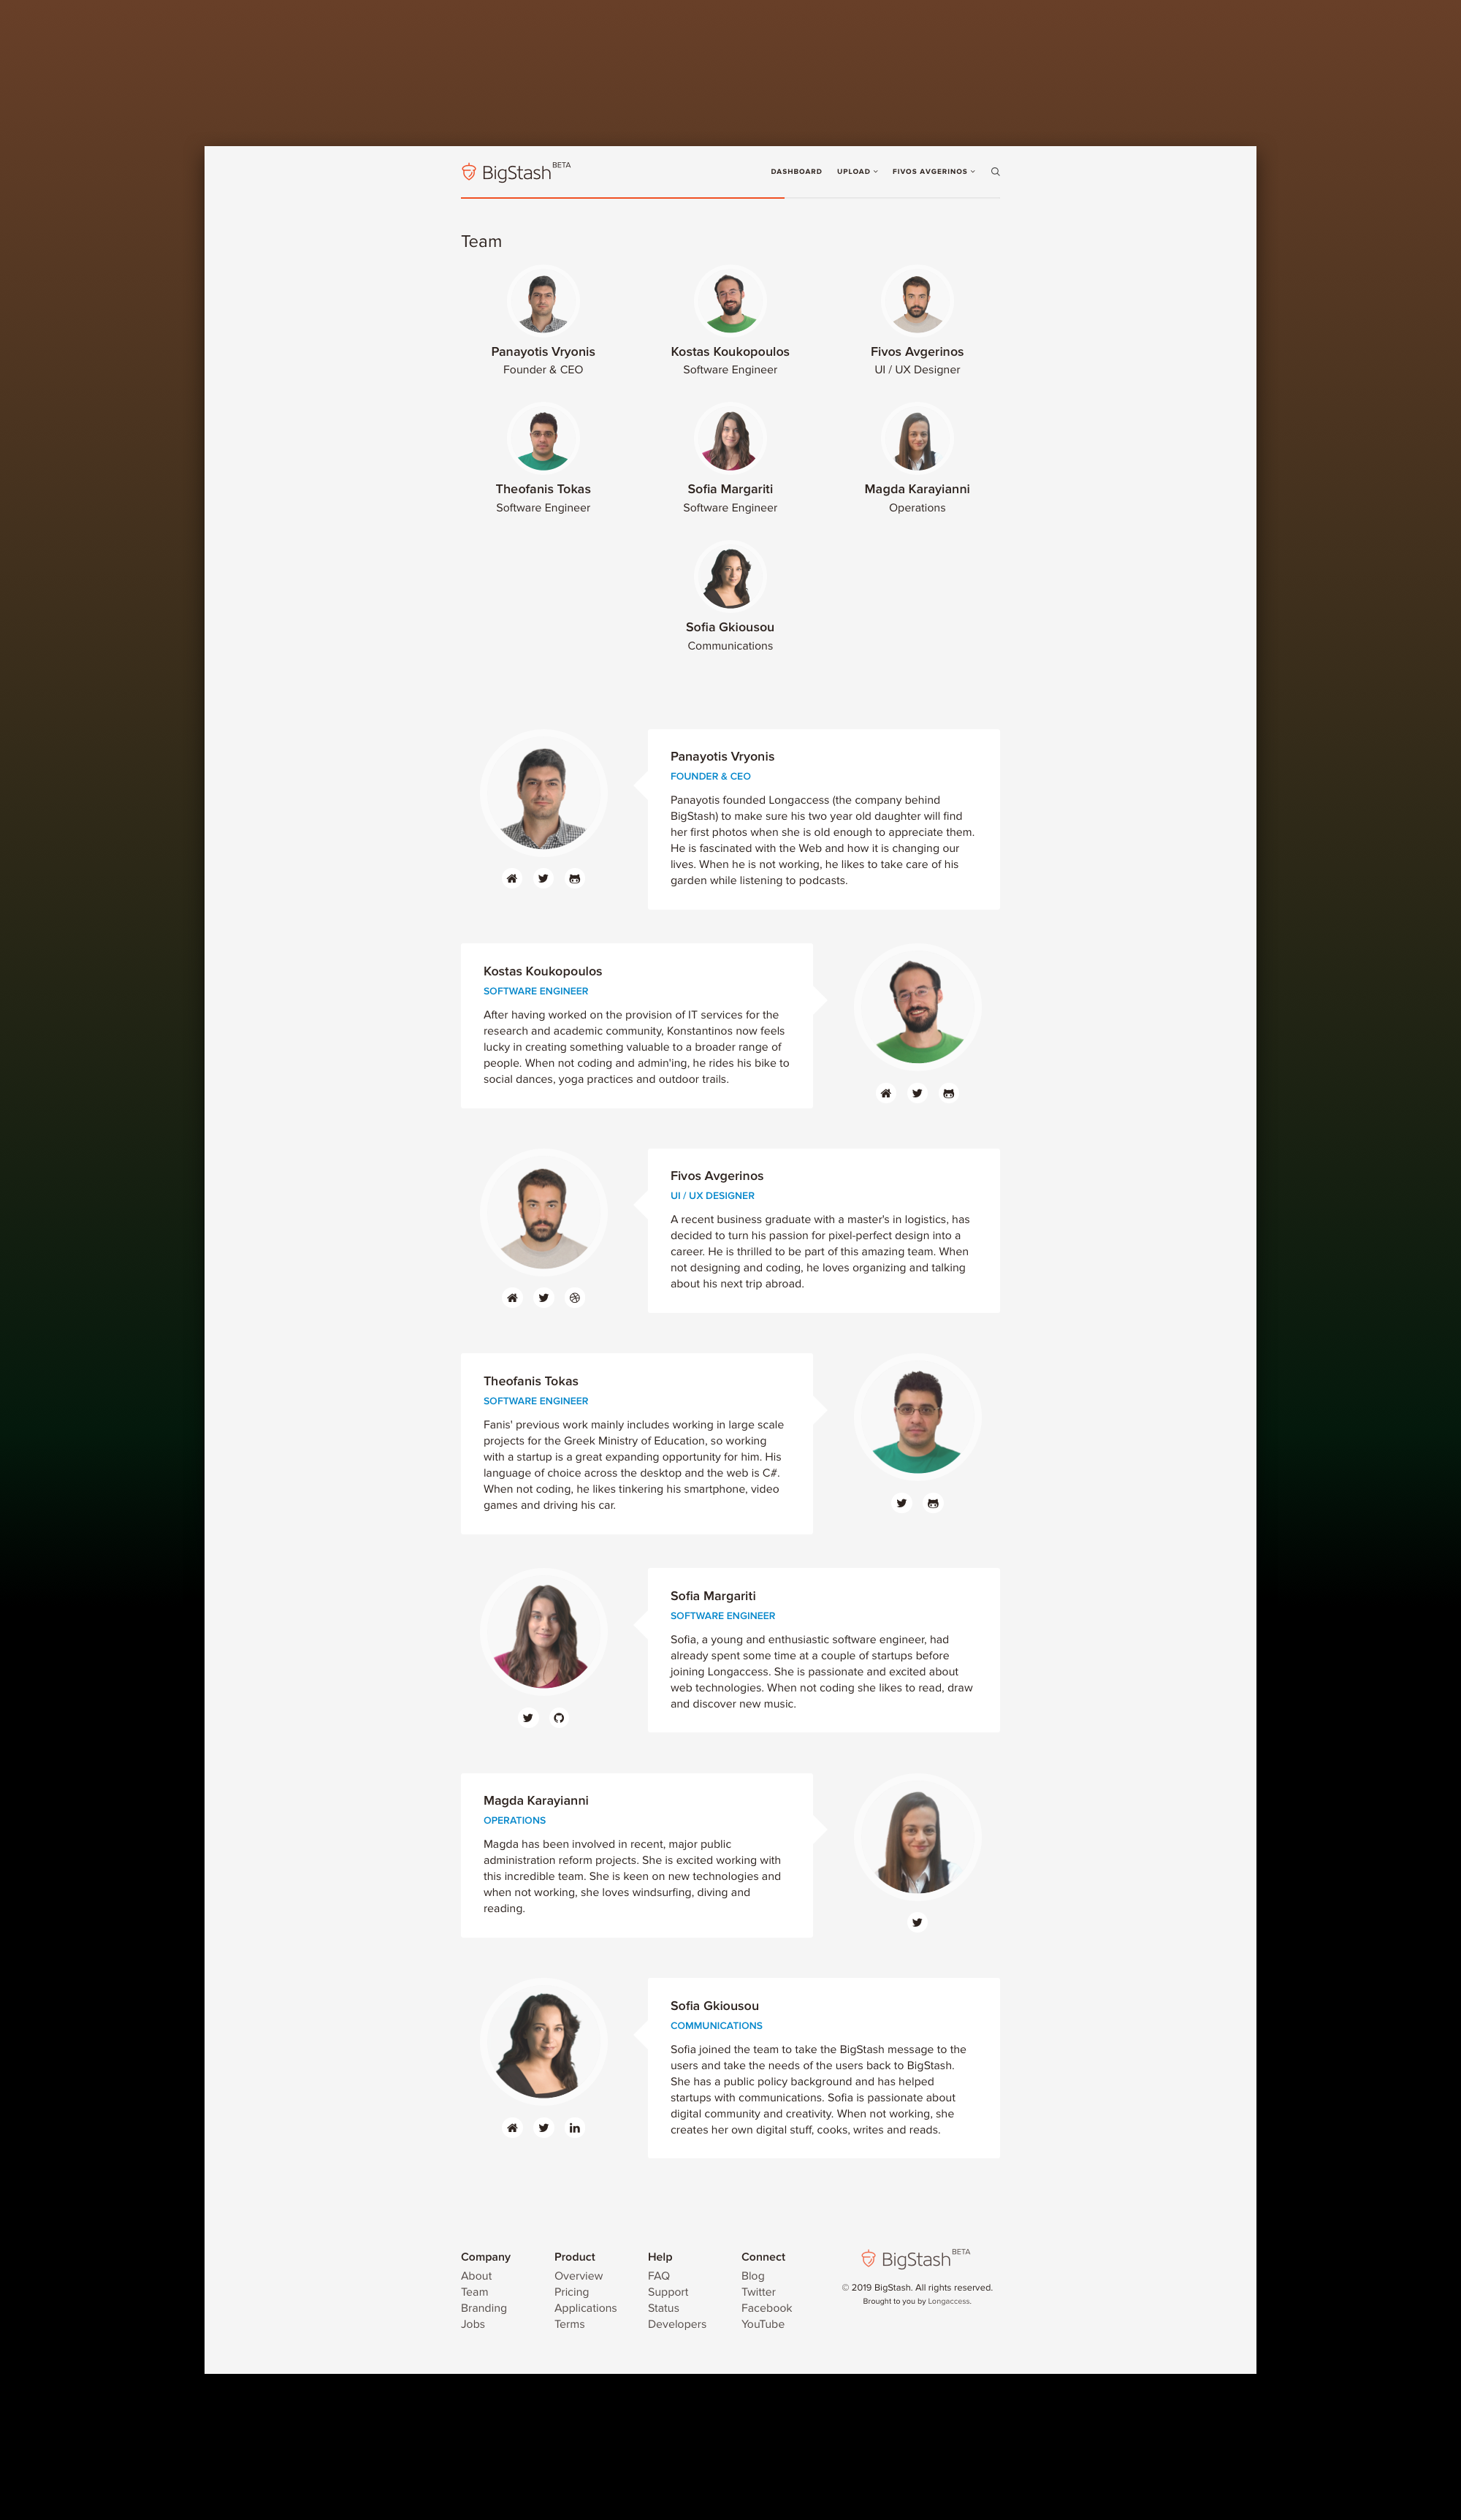 BigStash BETA
DASHBOARD UPLOAD FIVOS AVGERINOS
Team
Panayotis Vryonis
Founder & CEO
Kostas Koukopoulos
Software Engineer
Fivos Avgerinos
UI / UX Designer
Theofanis Tokas
Software Engineer
Sofia Margariti
Software Engineer
Magda Karayianni
Operations
Sofia Gkiousou
Communications
Panayotis Vryonis
FOUNDER & CEO
Panayotis founded Longaccess (the company behind
BigStash) to make sure his two year old daughter will find
her first photos when she is old enough to appreciate them.
He is fascinated with the Web and how it is changing our
lives. When he is not working, he likes to take care of his
garden while listening to podcasts.
Kostas Koukopoulos
SOFTWARE ENGINEER
After having worked on the provision of IT services for the
research and academic community, Konstantinos now feels
lucky in creating something valuable to a broader range of
people. When not coding and admin'ing, he rides his bike to
social dances, yoga practices and outdoor trails.
Fivos Avgerinos
UI / UX DESIGNER
A recent business graduate with a master's in logistics, has
decided to turn his passion for pixel-perfect design into a
career. He is thrilled to be part of this amazing team. When
not designing and coding, he loves organizing and talking
about his next trip abroad.
Theofanis Tokas
SOFTWARE ENGINEER
Fanis' previous work mainly includes working in large scale
projects for the Greek Ministry of Education, so working
with a startup is a great expanding opportunity for him. His
language of choice across the desktop and the web is C#.
When not coding, he likes tinkering his smartphone, video
games and driving his car.
Sofia Margariti
SOFTWARE ENGINEER
Sofia, a young and enthusiastic software engineer, had
already spent some time at a couple of startups before
joining Longaccess. She is passionate and excited about
web technologies. When not coding she likes to read, draw
and discover new music.
Magda Karayianni
OPERATIONS
Magda has been involved in recent, major public
administration reform projects. She is excited working with
this incredible team. She is keen on new technologies and
when not working, she loves windsurfing, diving and
reading.
Sofia Gkiousou
COMMUNICATIONS
Sofia joined the team to take the BigStash message to the
users and take the needs of the users back to BigStash.
She has a public policy background and has helped
startups with communications. Sofia is passionate about
digital community and creativity. When not working, she
creates her own digital stuff, cooks, writes and reads.
Company
About
Team
Branding
Jobs
Product
Overview
Pricing
Applications
Terms
Help
FAQ
Support
Status
Developers
Connect
Blog
Twitter
Facebook
YouTube
BigStash BETA
© 2019 BigStash. All rights reserved.
Brought to you by Longaccess.